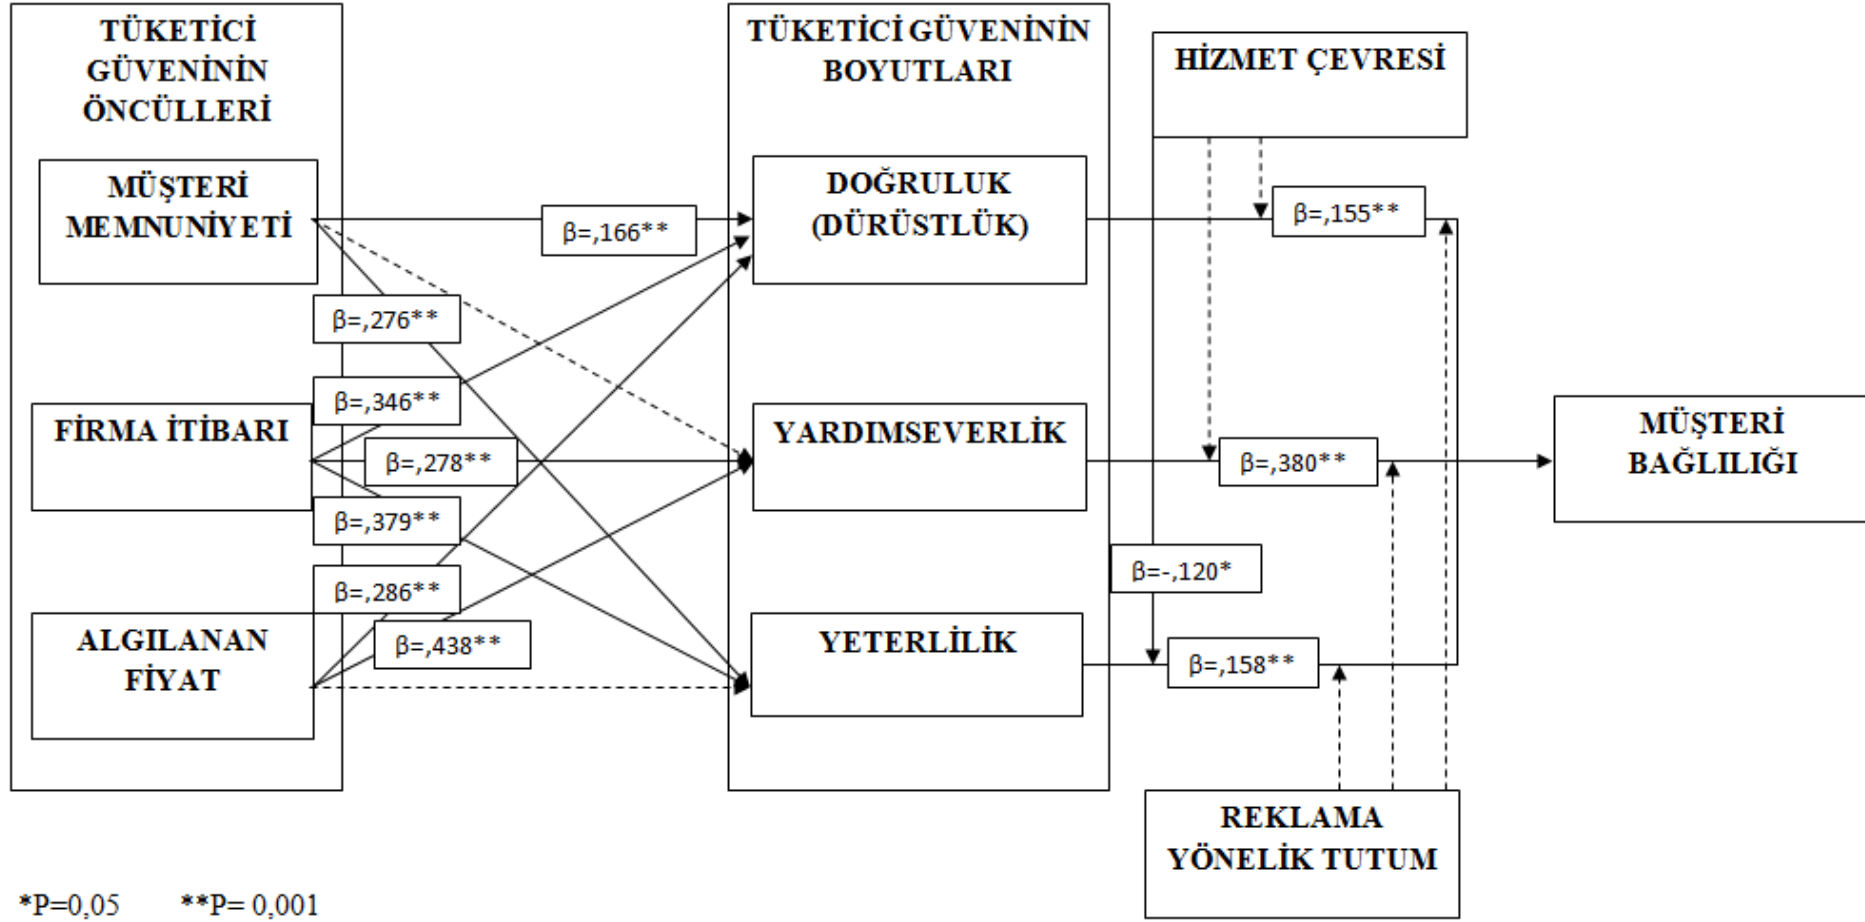 TÜKETİCİ
GÜVENİNİN
ÖNCÜLLERİ
MÜŞTERİ
MEMNUNİYETİ
β=,276**
β=,346**
FİRMA İTİBARI
β=,278**
β=,379**
β=,286**
ALGILANAN
FİYAT
β=,438**
β=,166**
TÜKETİCİ GÜVENİNİN
BOYUTLARI
DOĞRULUK
(DÜRÜSTLÜK)
YARDIMSEVERLİK
YETERLİLİK
HİZMET ÇEVRESİ
β=,155**
β=,380**
β=-,120*
β=,158**
MÜŞTERİ
BAĞLILIĞI
REKLAMA
YÖNELİK TUTUM
*P=0,05 **P= 0,001